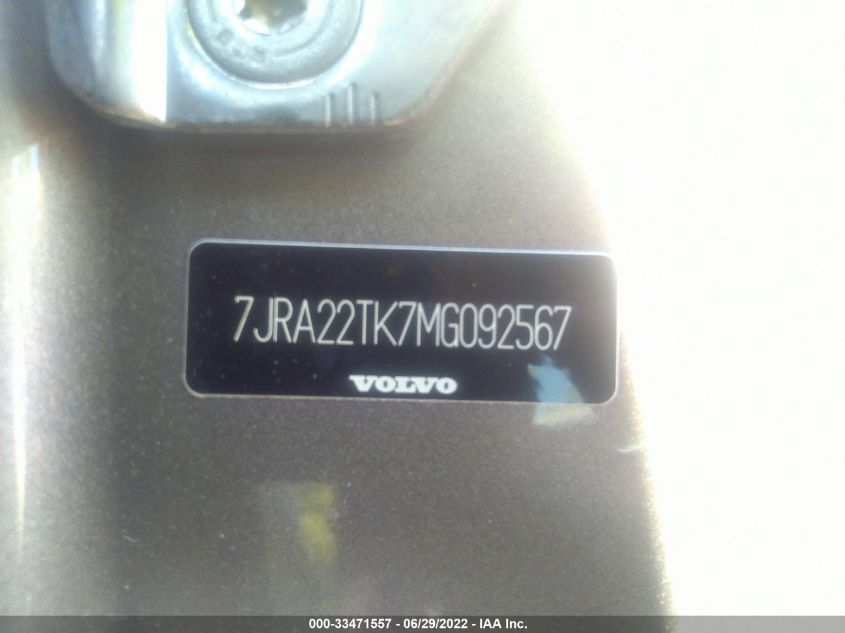 7JRA22TK7MG092567
VOLVO
000-33471557 - 06/29/2022 - IAA Inc.